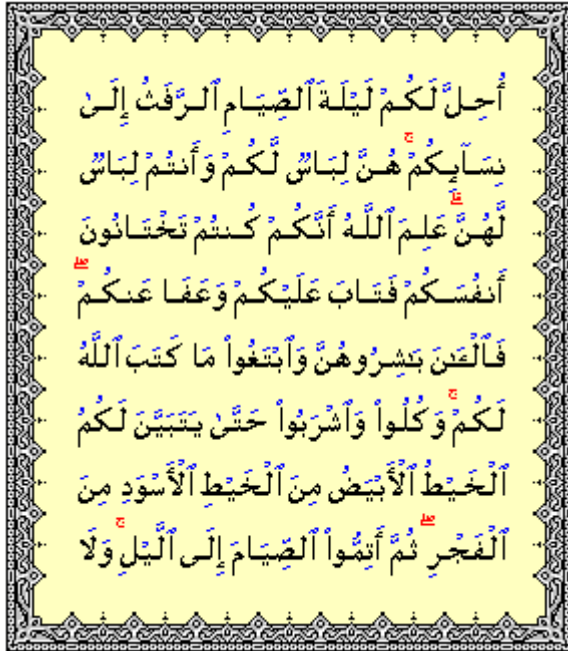 أُحِلَّ لَكُمْ لَيْلَةَ ٱلصِّيَامِ ٱلرَّفَثُ إِلَىٰ
نِسَآئِكُمْ ۚ هُنَّ لِبَاسٌ لَّكُمْ وَأَنتُمْ لِبَاسٌ
لَّهُنَّ ۗ عَلِمَ ٱللَّهُ أَنَّكُمْ كُنتُمْ تَخْتَانُونَ
أَنفُسَكُمْ فَتَابَ عَلَيْكُمْ وَعَفَا عَنكُمْ ۖ
فَٱلْـَٰٔنَ بَـٰشِرُوهُنَّ وَٱبْتَغُوا۟ مَا كَتَبَ ٱللَّهُ
لَكُمْ ۚ وَكُلُوا۟ وَٱشْرَبُوا۟ حَتَّىٰ يَتَبَيَّنَ لَكُمُ
ٱلْخَيْطُ ٱلْأَبْيَضُ مِنَ ٱلْخَيْطِ ٱلْأَسْوَدِ مِنَ
ٱلْفَجْرِ ۖ ثُمَّ أَتِمُّوا۟ ٱلصِّيَامَ إِلَى ٱلَّيْلِ ۚ وَلَا